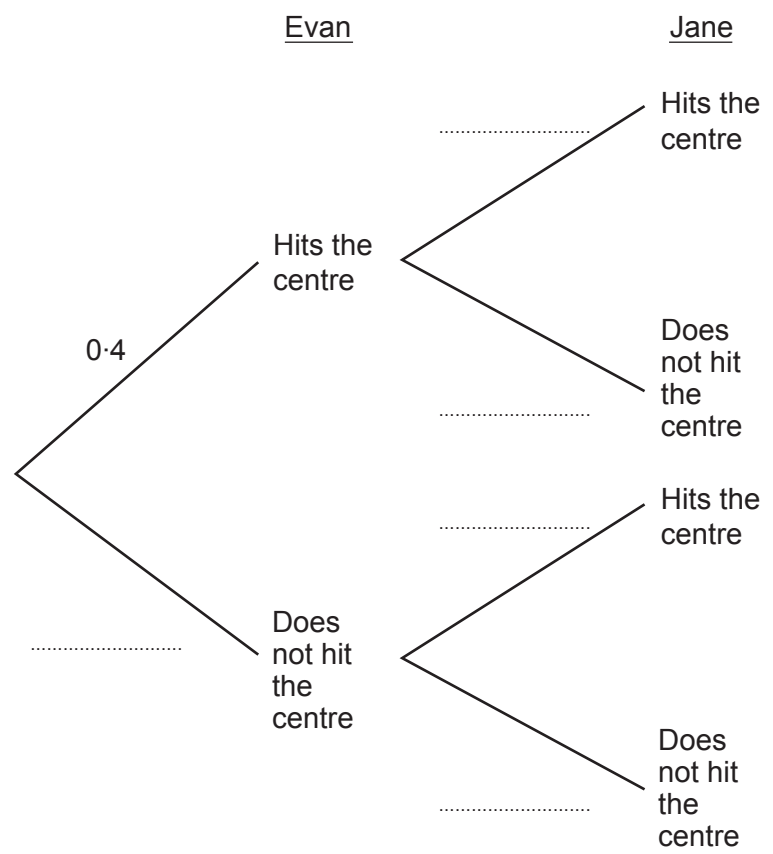 Evan
Jane
Hits the
centre
Hits the
centre
0·4
Does
not hit
the
centre
Hits the
centre
Does
not hit
the
centre
Does
not hit
the
centre